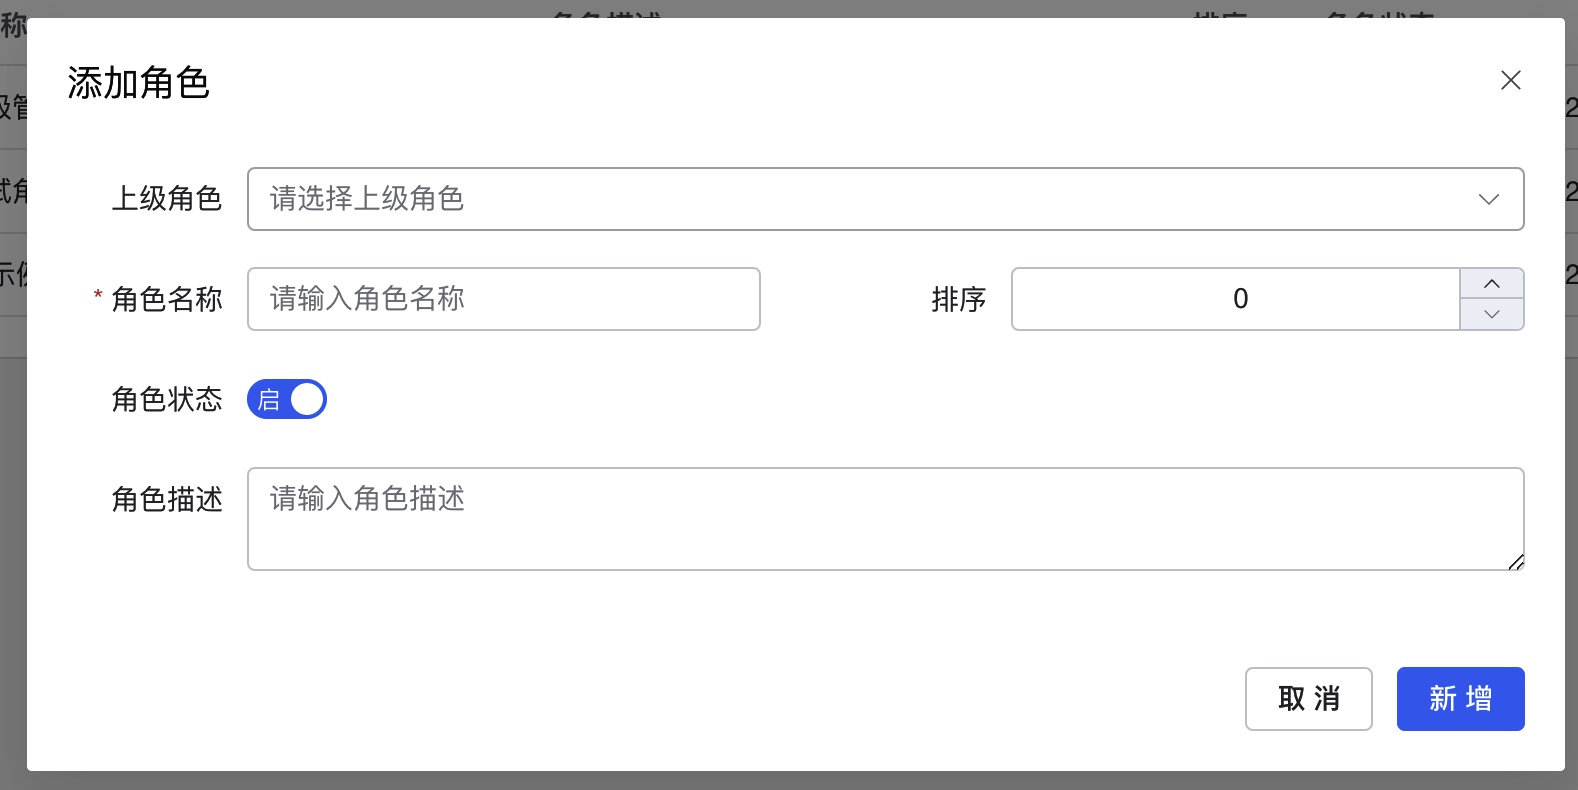 添加角色
上级角色 请选择上级角色
* 角色名称 请输入角色名称 排序 0
角色状态 启
角色描述 请输入角色描述
取 消 新 增